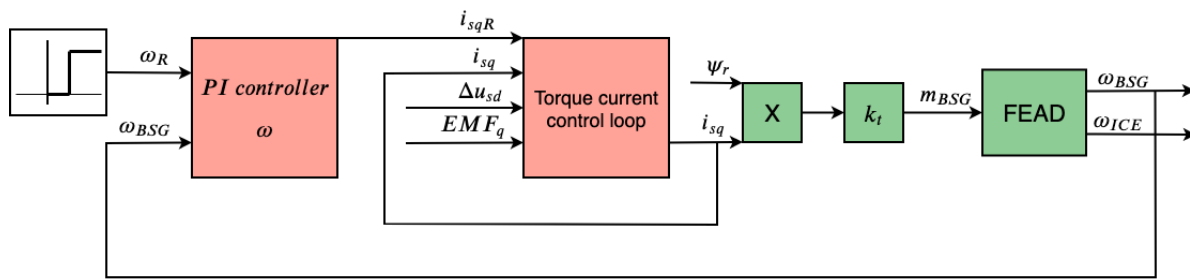 ω_R
ω_BSG
PI controller
ω
i_sqR
i_sq
Δu_sd
EMF_q
Torque current
control loop
i_sq
ψ_r
X
k_t
m_BSG
FEAD
ω_BSG
ω_ICE